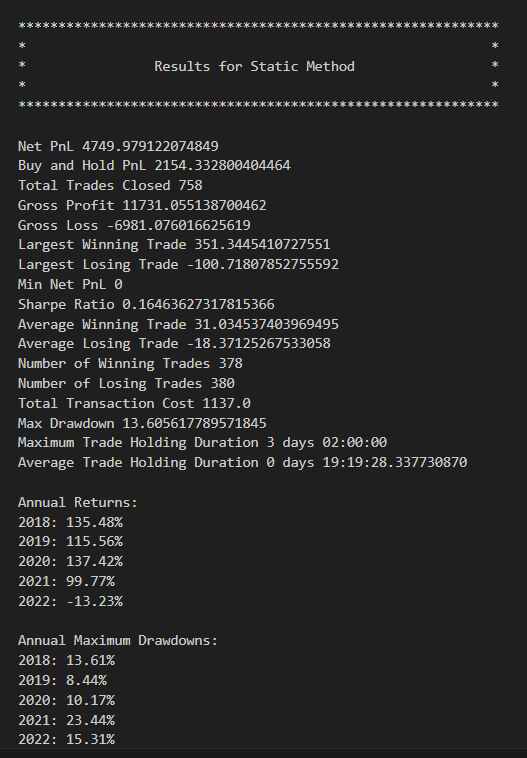 ************************************************************
*                                                          *
*                Results for Static Method                 *
*                                                          *
************************************************************
Net PnL 4749.979122074849
Buy and Hold PnL 2154.332800404464
Total Trades Closed 758
Gross Profit 11731.055138700462
Gross Loss -6981.076016625619
Largest Winning Trade 351.3445410727551
Largest Losing Trade -100.71807852755592
Min Net PnL 0
Sharpe Ratio 0.16463627317815366
Average Winning Trade 31.034537403969495
Average Losing Trade -18.37125267533058
Number of Winning Trades 378
Number of Losing Trades 380
Total Transaction Cost 1137.0
Max Drawdown 13.605617789571845
Maximum Trade Holding Duration 3 days 02:00:00
Average Trade Holding Duration 0 days 19:19:28.337730870
Annual Returns:
2018: 135.48%
2019: 115.56%
2020: 137.42%
2021: 99.77%
2022: -13.23%
Annual Maximum Drawdowns:
2018: 13.61%
2019: 8.44%
2020: 10.17%
2021: 23.44%
2022: 15.31%